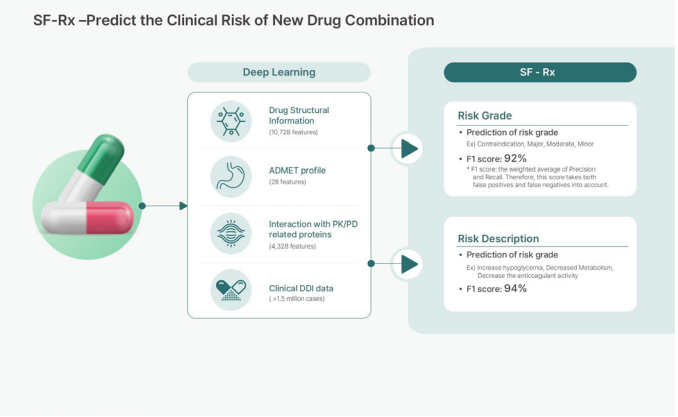 SF-Rx –Predict the Clinical Risk of New Drug Combination
Deep Learning
Drug Structural
Information
(10,728 features)
ADMET profile
(28 features)
Interaction with PK/PD
related proteins
(4,328 features)
Clinical DDI data
( >1.5 million cases)
SF - Rx
Risk Grade
• Prediction of risk grade
Ex) Contraindication, Major, Moderate, Minor
• F1 score: 92%
* F1 score: the weighted average of Precision
and Recall. Therefore, this score takes both
false positives and false negatives into account.
Risk Description
• Prediction of risk grade
Ex) Increase hypoglycemia, Decreased Metabolism,
Decrease the anticoagulant activity
• F1 score: 94%